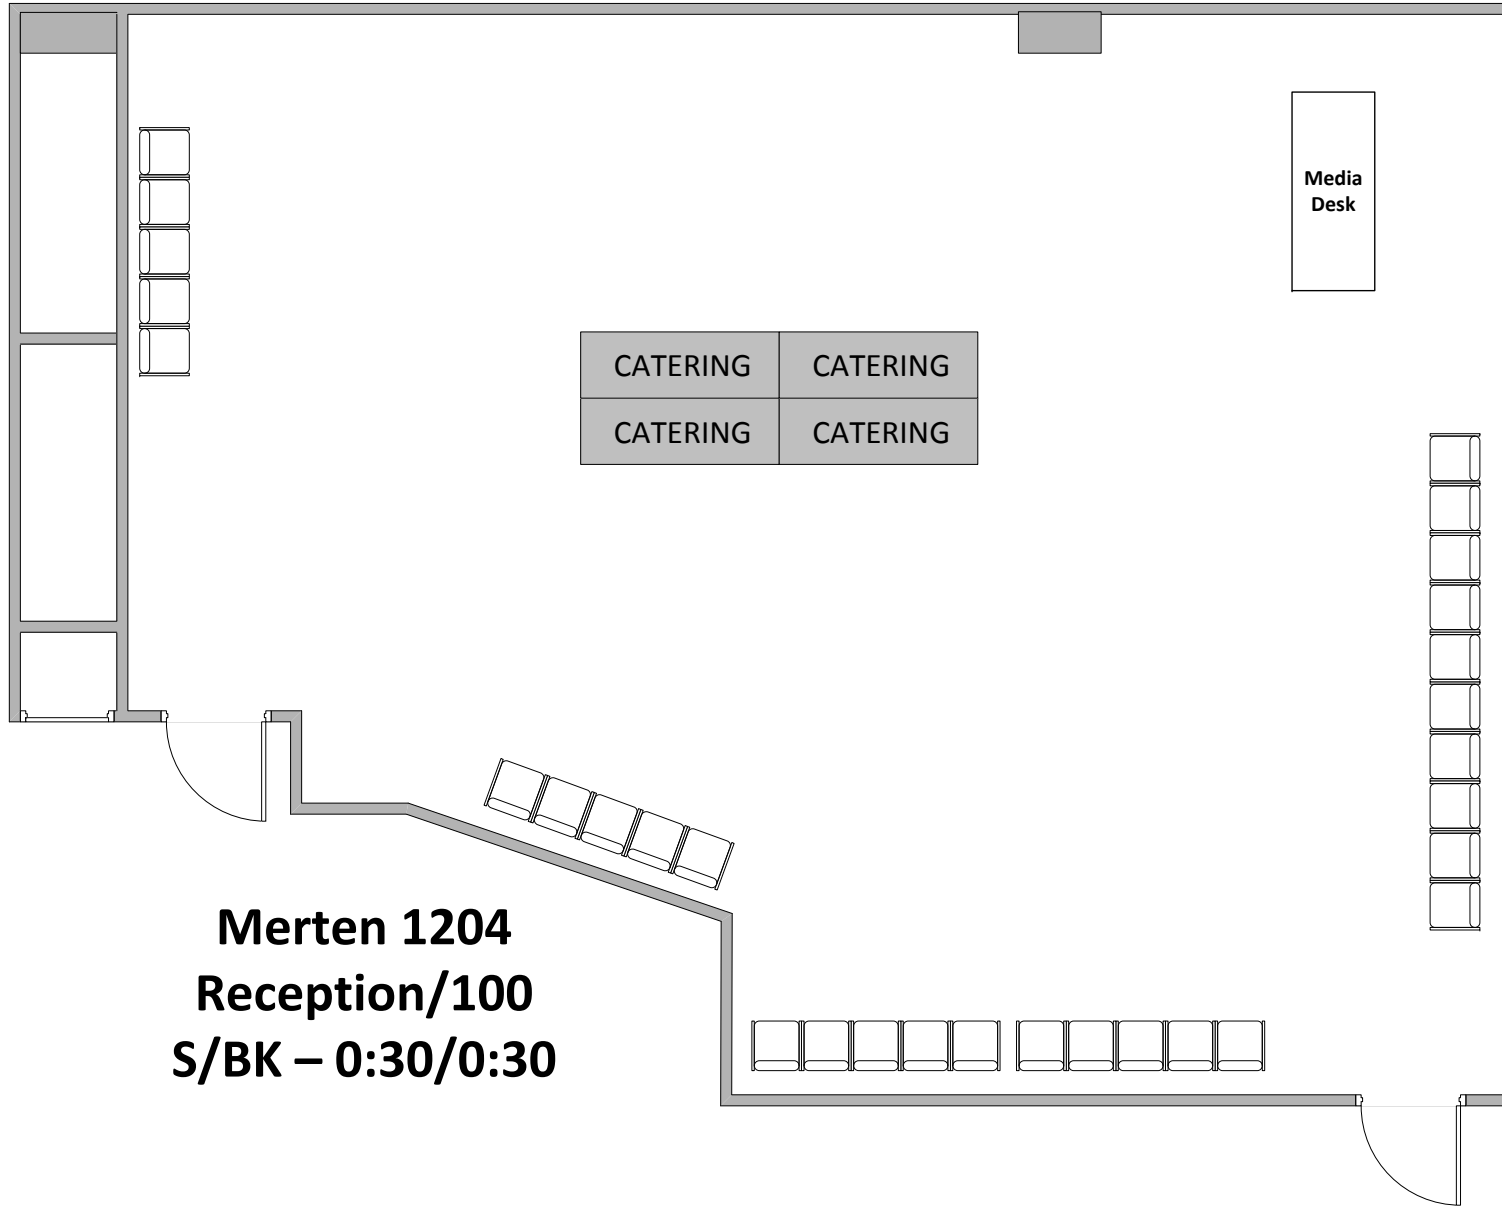 Media
Desk
CATERING CATERING
CATERING CATERING
Merten 1204
Reception/100
S/BK – 0:30/0:30